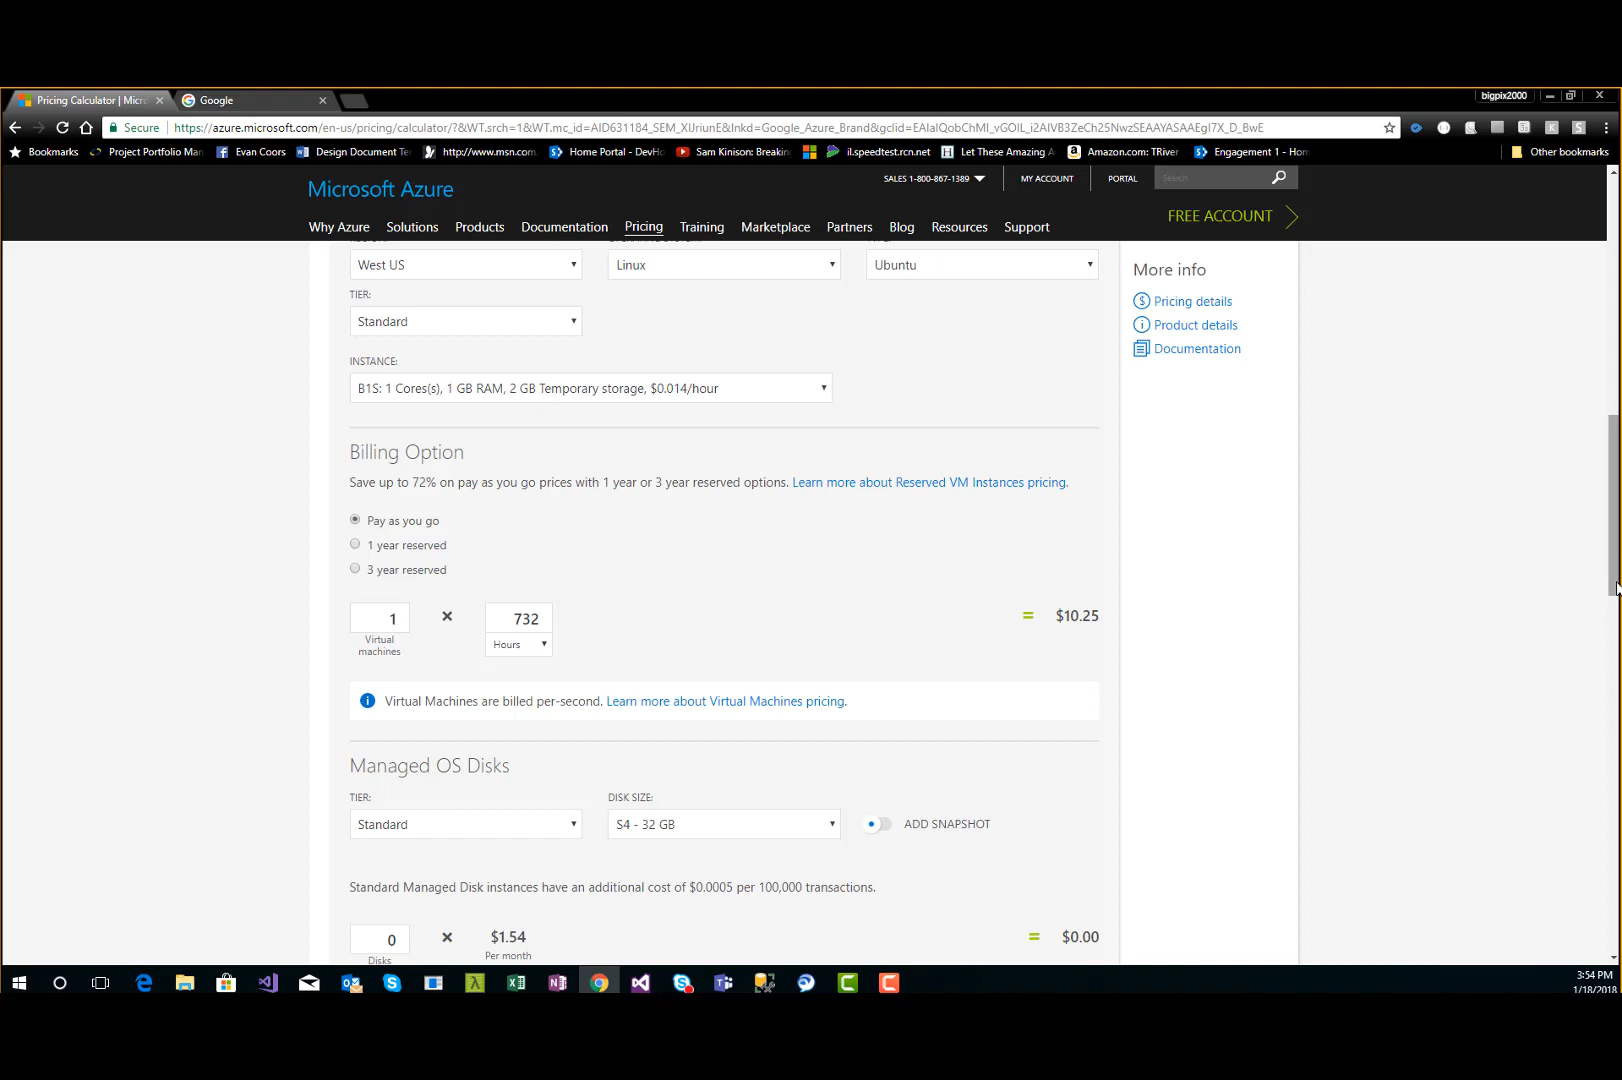 Pricing Calculator | Micro
Google
bigpix2000
Secure
https://azure.microsoft.com/en-us/pricing/calculator/?&WT.srch=1&WT.mc_id=AID631184_SEM_XlJriunE&lnkd=Google_Azure_Brand&gclid=EAIaIQobChMI_vGOIL_i2AIVB3ZeCh25NwzSEAAYASAAEgI7X_D_BwE
Bookmarks
Project Portfolio Man
Evan Coors
Design Document Te
http://www.msn.com
Home Portal - DevHo
Sam Kinison: Breakin
il.speedtest.rcn.net
Let These Amazing A
Amazon.com: TRiver
Engagement 1 - Hom
Other bookmarks
Microsoft Azure
SALES 1-800-867-1389
MY ACCOUNT
PORTAL
Search
FREE ACCOUNT
Why Azure
Solutions
Products
Documentation
Pricing
Training
Marketplace
Partners
Blog
Resources
Support
West US
Linux
Ubuntu
TIER:
Standard
INSTANCE:
B1S: 1 Cores(s), 1 GB RAM, 2 GB Temporary storage, $0.014/hour
More info
Pricing details
Product details
Documentation
Billing Option
Save up to 72% on pay as you go prices with 1 year or 3 year reserved options. Learn more about Reserved VM Instances pricing.
Pay as you go
1 year reserved
3 year reserved
1
Virtual
machines
×
732
Hours
= $10.25
Virtual Machines are billed per-second. Learn more about Virtual Machines pricing.
Managed OS Disks
TIER:
Standard
DISK SIZE:
S4 - 32 GB
ADD SNAPSHOT
Standard Managed Disk instances have an additional cost of $0.0005 per 100,000 transactions.
0
Disks
×
$1.54
Per month
= $0.00
3:54 PM
1/18/2018